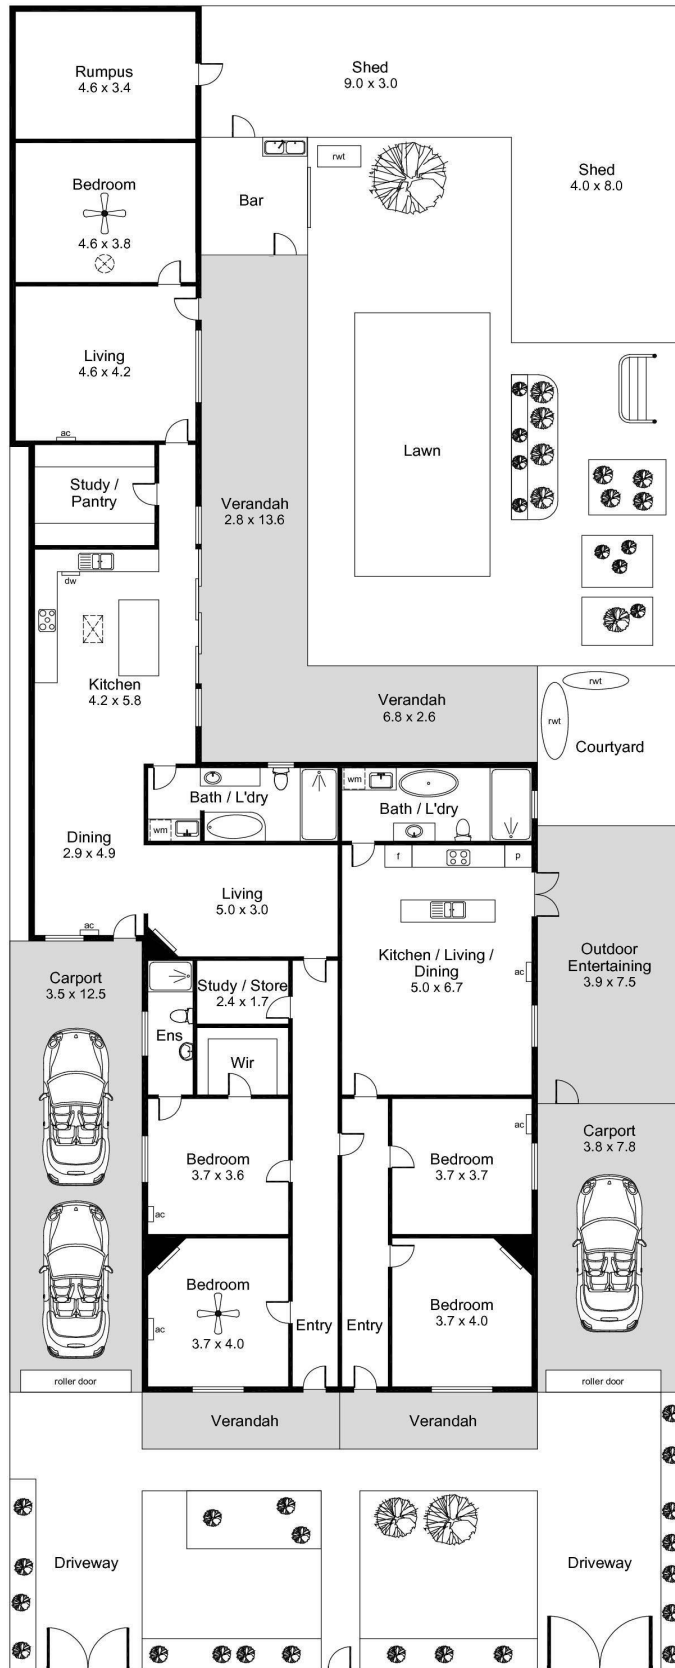 Rumpus
4.6 x 3.4
Shed
9.0 x 3.0
rwt
Shed
4.0 x 8.0
Bedroom
4.6 x 3.8
Bar
Living
4.6 x 4.2
ac
Lawn
Study /
Pantry
Verandah
2.8 x 13.6
dw
Kitchen
4.2 x 5.8
Verandah
6.8 x 2.6
rwt
rwt
Courtyard
Bath / L'dry
wm
wm
Bath / L'dry
Dining
2.9 x 4.9
ac
f
p
Living
5.0 x 3.0
Kitchen / Living /
Dining
5.0 x 6.7
ac
Outdoor
Entertaining
3.9 x 7.5
Carport
3.5 x 12.5
Study / Store
2.4 x 1.7
Ens
Wir
Bedroom
3.7 x 3.6
ac
Bedroom
3.7 x 3.7
ac
Carport
3.8 x 7.8
Bedroom
3.7 x 4.0
ac
Entry
Entry
Bedroom
3.7 x 4.0
roller door
roller door
Verandah
Verandah
Driveway
Driveway